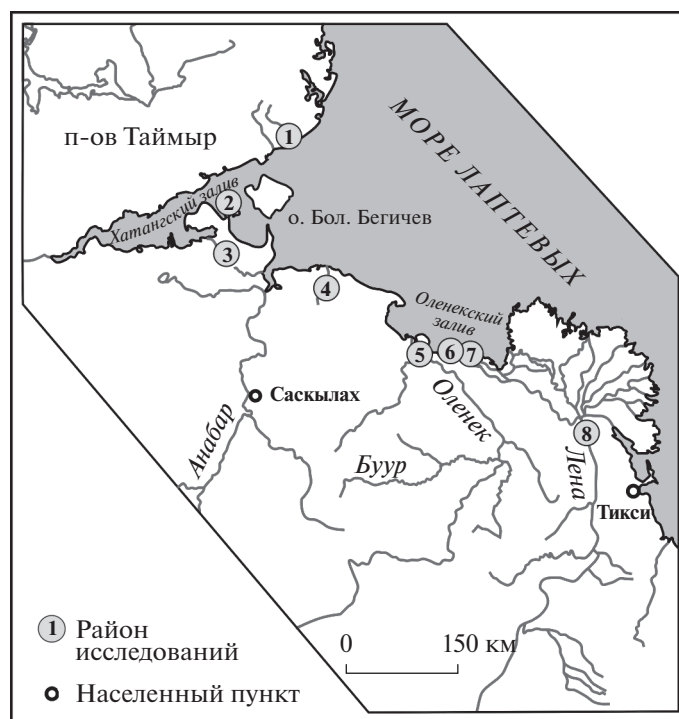 МОРЕ ЛАПТЕВЫХ
п-ов Таймыр
1
Хатангский залив
2
о. Бол. Бегичев
3
4
Оленекский
залив
5
6
7
Саскылах
Анабар
Оленек
Буур
8
Лена
Тикси
1 Район
исследований
0 150 км
Населенный пункт